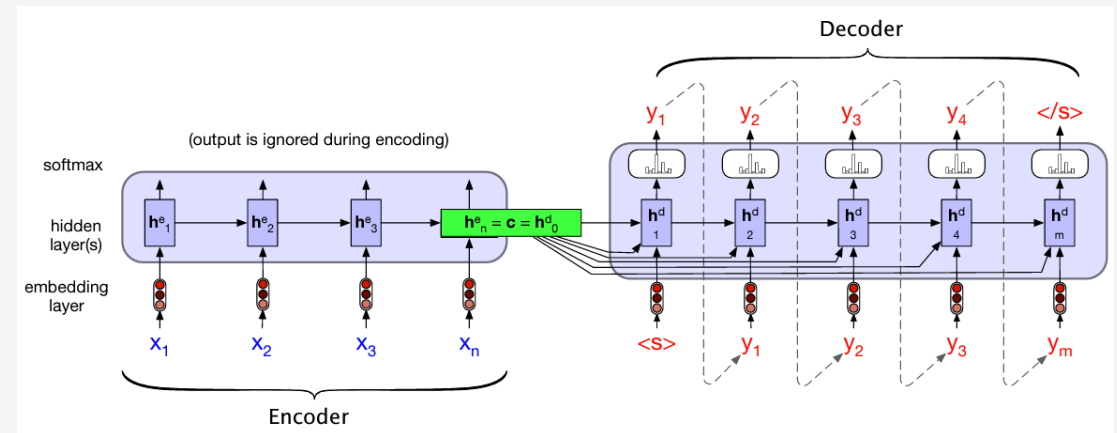 Decoder
y1 y2 y3 y4 </s>
(output is ignored during encoding)
softmax
hidden
layer(s)
he1 he2 he3 hen = c = hd0 hd1 hd2 hd3 hd4 hdm
embedding
layer
x1 x2 x3 xn <s> y1 y2 y3 ym
Encoder